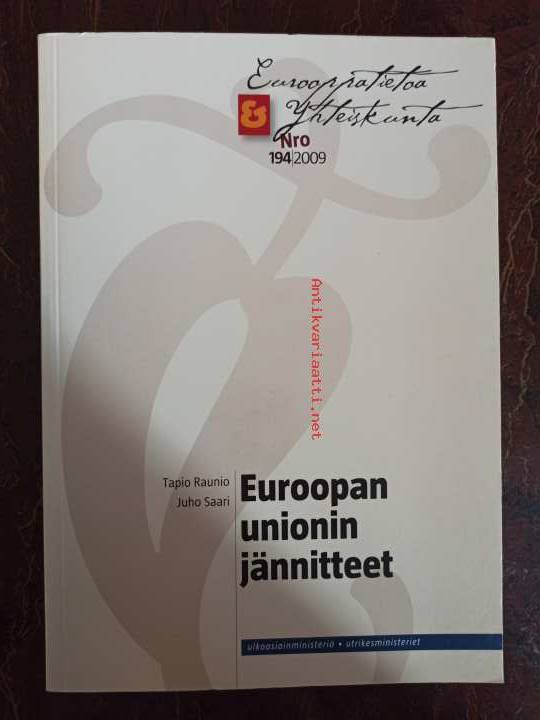 Eurooppatietoa
&
Yhteiskunta
Nro
194|2009
Antikvariaatti.net
Tapio Raunio
Juho Saari
Euroopan
unionin
jännitteet
ulkoasiainministeriö • utrikesministeriet